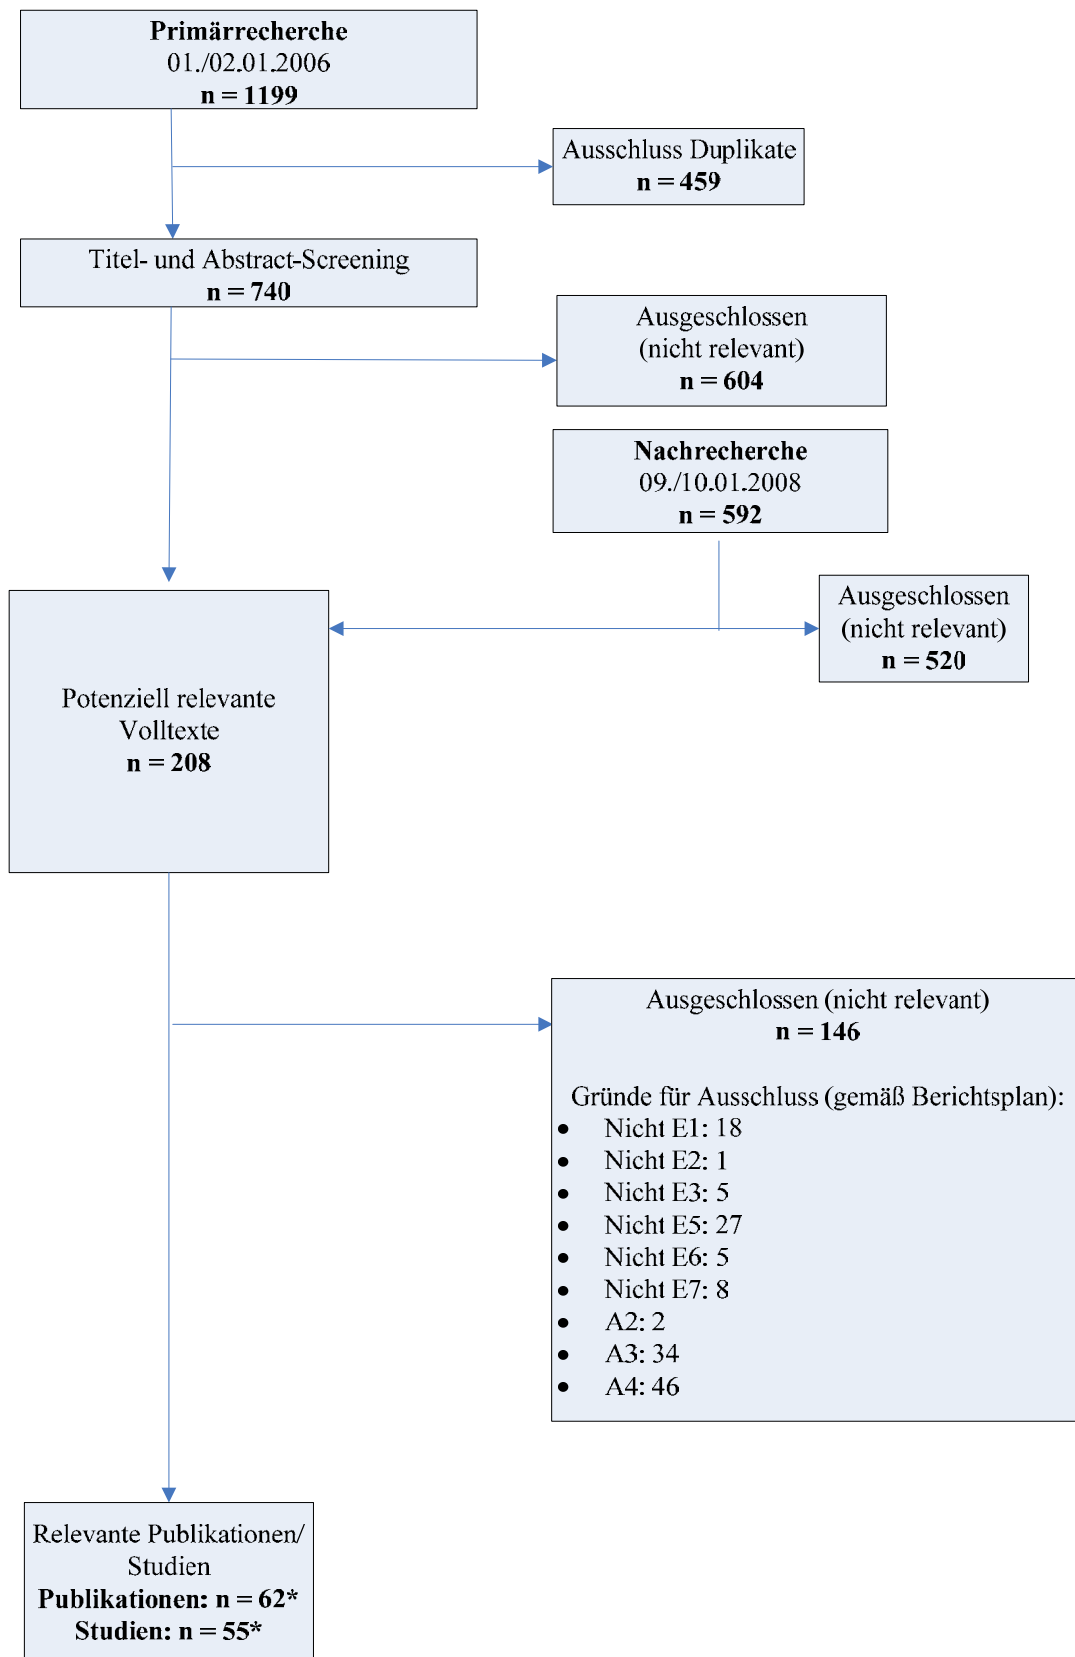 Primärrecherche
01./02.01.2006
n = 1199
Ausschluss Duplikate
n = 459
Titel- und Abstract-Screening
n = 740
Ausgeschlossen
(nicht relevant)
n = 604
Nachrecherche
09./10.01.2008
n = 592
Ausgeschlossen
(nicht relevant)
n = 520
Potenziell relevante
Volltexte
n = 208
Ausgeschlossen (nicht relevant)
n = 146
Gründe für Ausschluss (gemäß Berichtsplan):
• Nicht E1: 18
• Nicht E2: 1
• Nicht E3: 5
• Nicht E5: 27
• Nicht E6: 5
• Nicht E7: 8
• A2: 2
• A3: 34
• A4: 46
Relevante Publikationen/
Studien
Publikationen: n = 62*
Studien: n = 55*